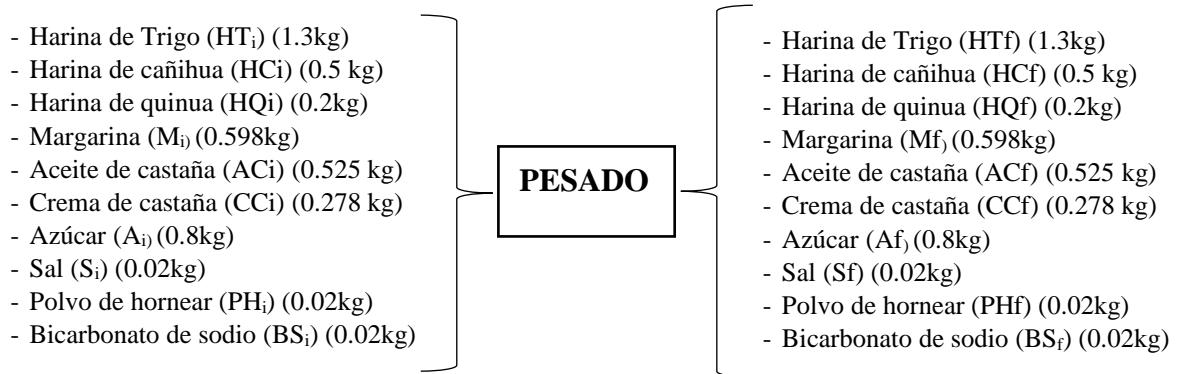 - Harina de Trigo (HTi) (1.3kg)
- Harina de cañihua (HCi) (0.5 kg)
- Harina de quinua (HQi) (0.2kg)
- Margarina (Mi) (0.598kg)
- Aceite de castaña (ACi) (0.525 kg)
- Crema de castaña (CCi) (0.278 kg)
- Azúcar (Ai) (0.8kg)
- Sal (Si) (0.02kg)
- Polvo de hornear (PHi) (0.02kg)
- Bicarbonato de sodio (BSi) (0.02kg)
PESADO
- Harina de Trigo (HTf) (1.3kg)
- Harina de cañihua (HCf) (0.5 kg)
- Harina de quinua (HQf) (0.2kg)
- Margarina (Mf) (0.598kg)
- Aceite de castaña (ACf) (0.525 kg)
- Crema de castaña (CCf) (0.278 kg)
- Azúcar (Af) (0.8kg)
- Sal (Sf) (0.02kg)
- Polvo de hornear (PHf) (0.02kg)
- Bicarbonato de sodio (BSf) (0.02kg)